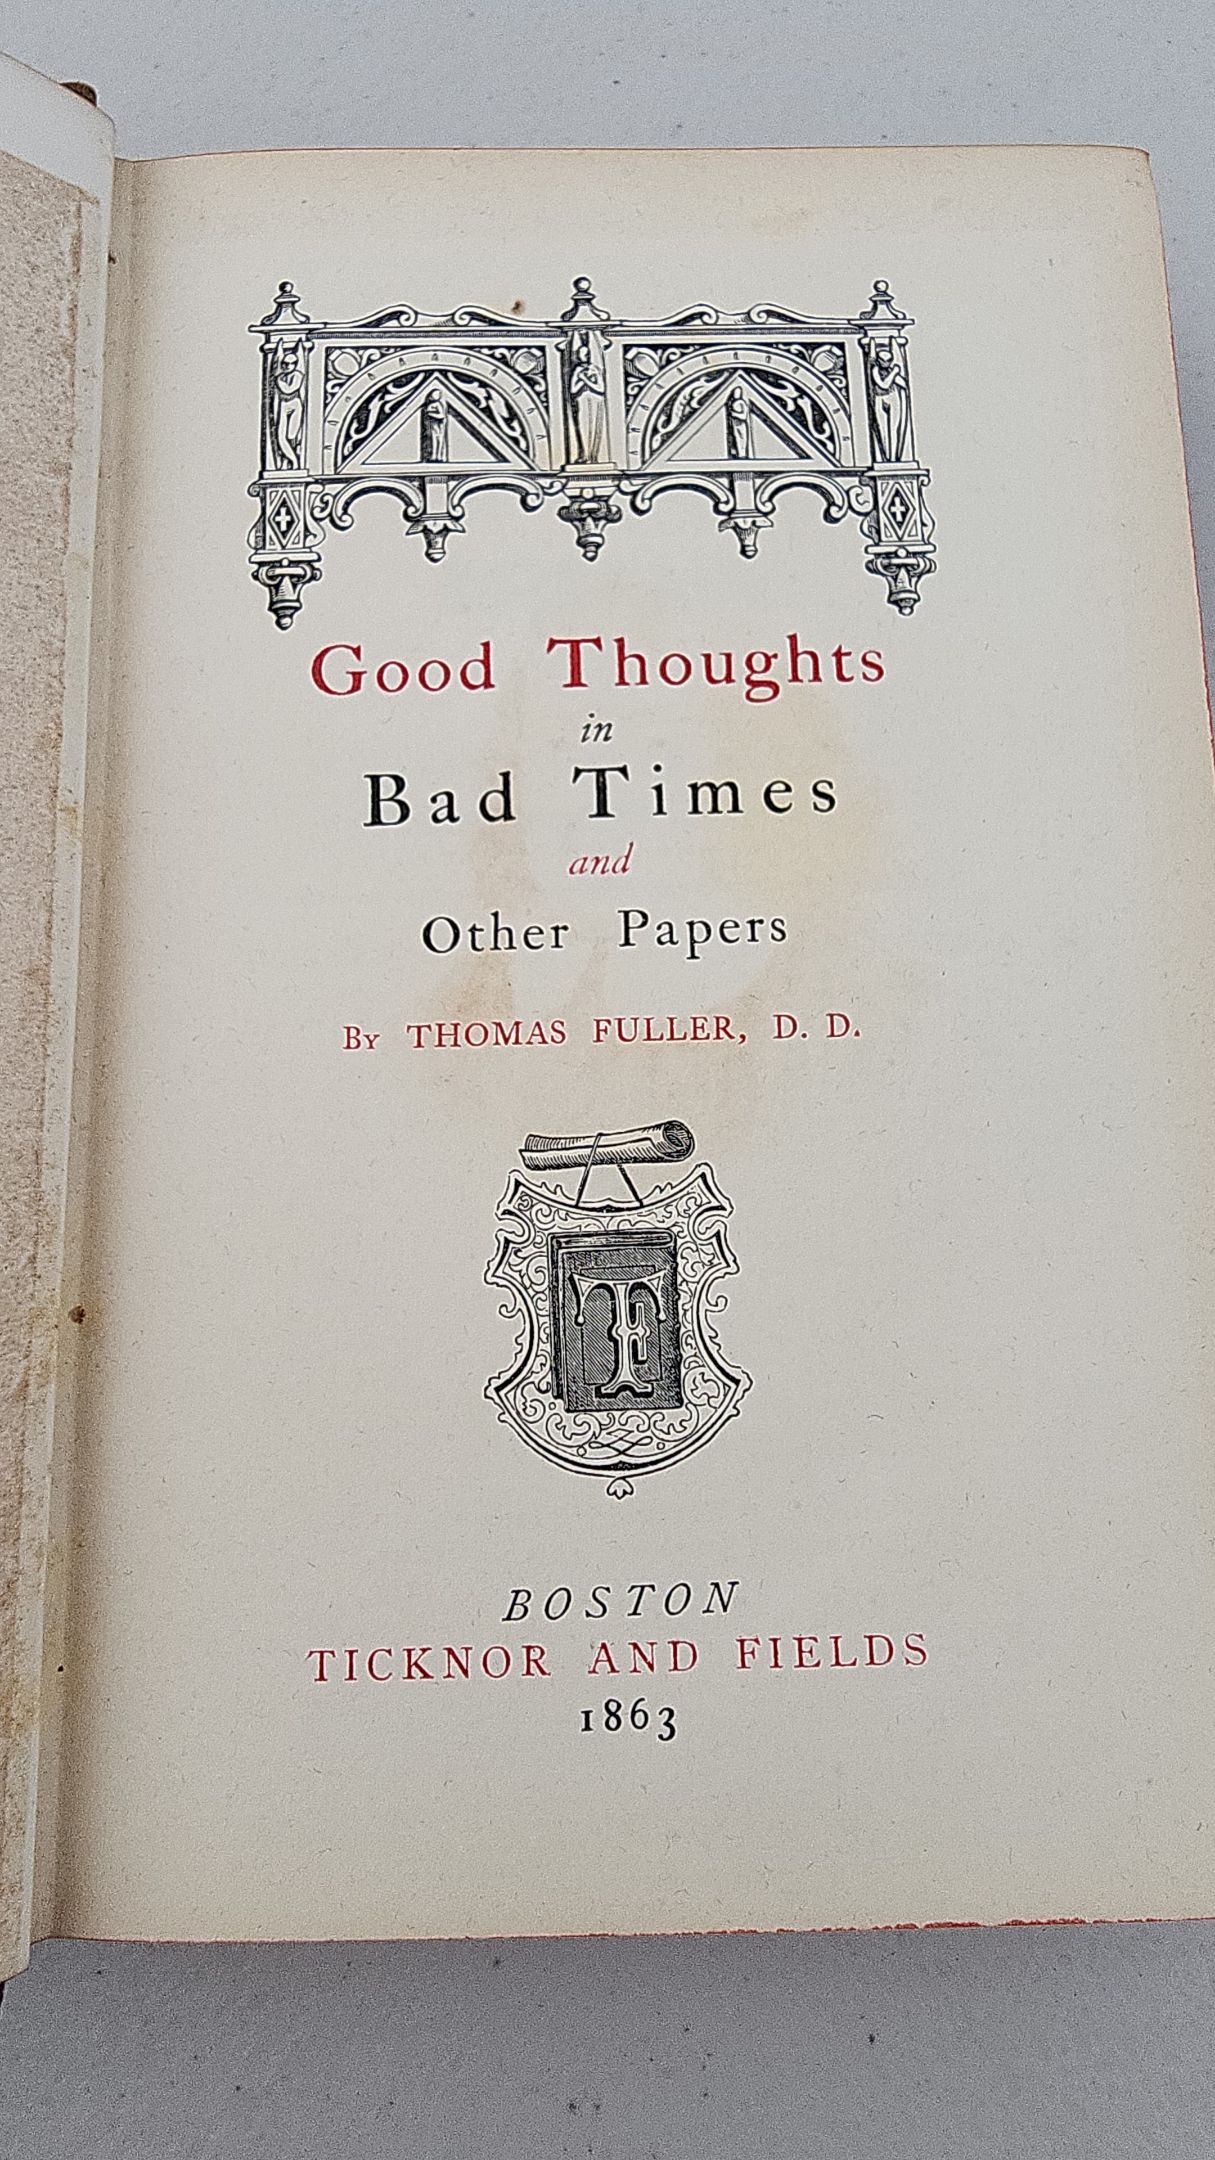 Good Thoughts
in
Bad Times
and
Other Papers
By THOMAS FULLER, D. D.
TF
BOSTON
TICKNOR AND FIELDS
1863